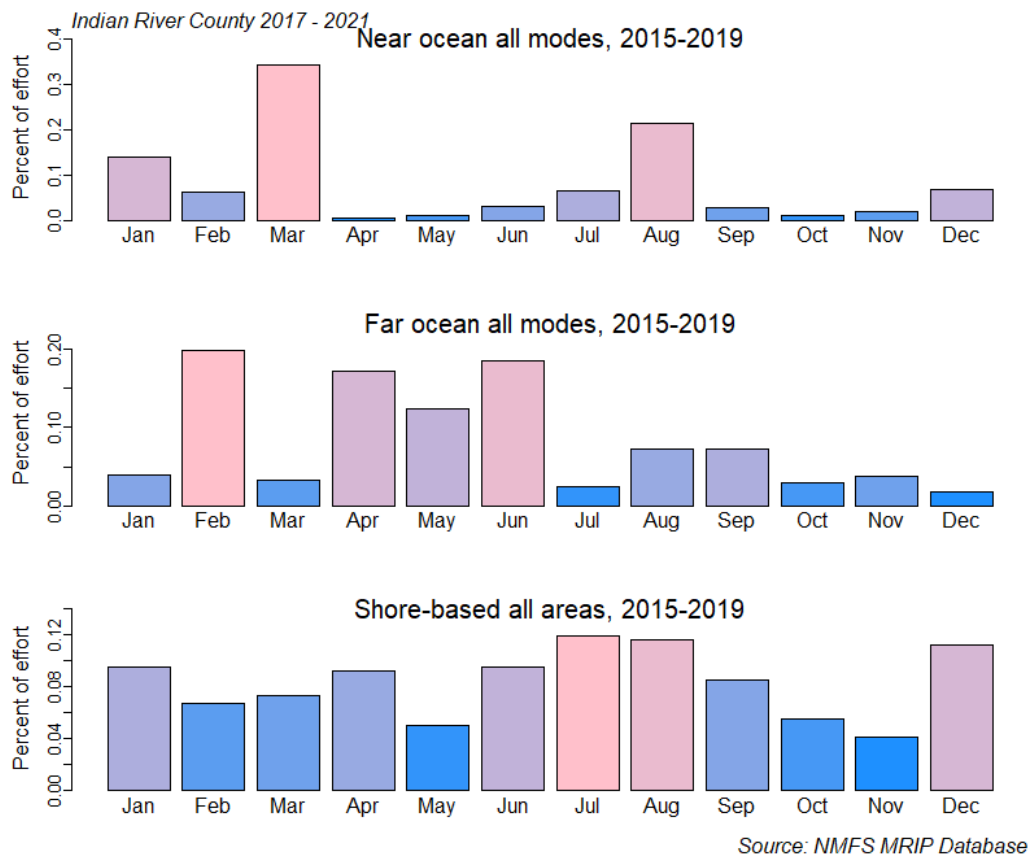 Indian River County 2017 - 2021
Near ocean all modes, 2015-2019
Percent of effort
0.0 0.1 0.2 0.3 0.4
Jan Feb Mar Apr May Jun Jul Aug Sep Oct Nov Dec
Far ocean all modes, 2015-2019
Percent of effort
0.00 0.10 0.20
Jan Feb Mar Apr May Jun Jul Aug Sep Oct Nov Dec
Shore-based all areas, 2015-2019
Percent of effort
0.00 0.04 0.08 0.12
Jan Feb Mar Apr May Jun Jul Aug Sep Oct Nov Dec
Source: NMFS MRIP Database